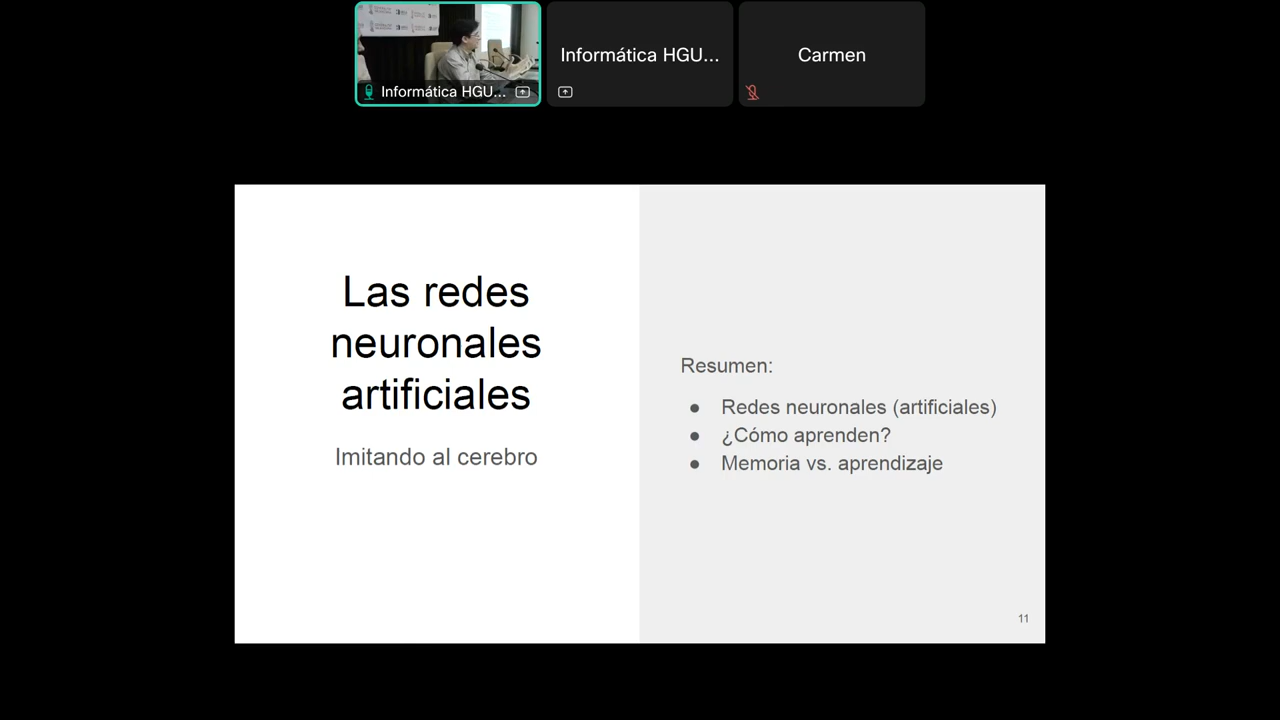 Informática HGU...
Informática HGU...
Carmen
Las redes
neuronales
artificiales
Imitando al cerebro
Resumen:
● Redes neuronales (artificiales)
● ¿Cómo aprenden?
● Memoria vs. aprendizaje
11